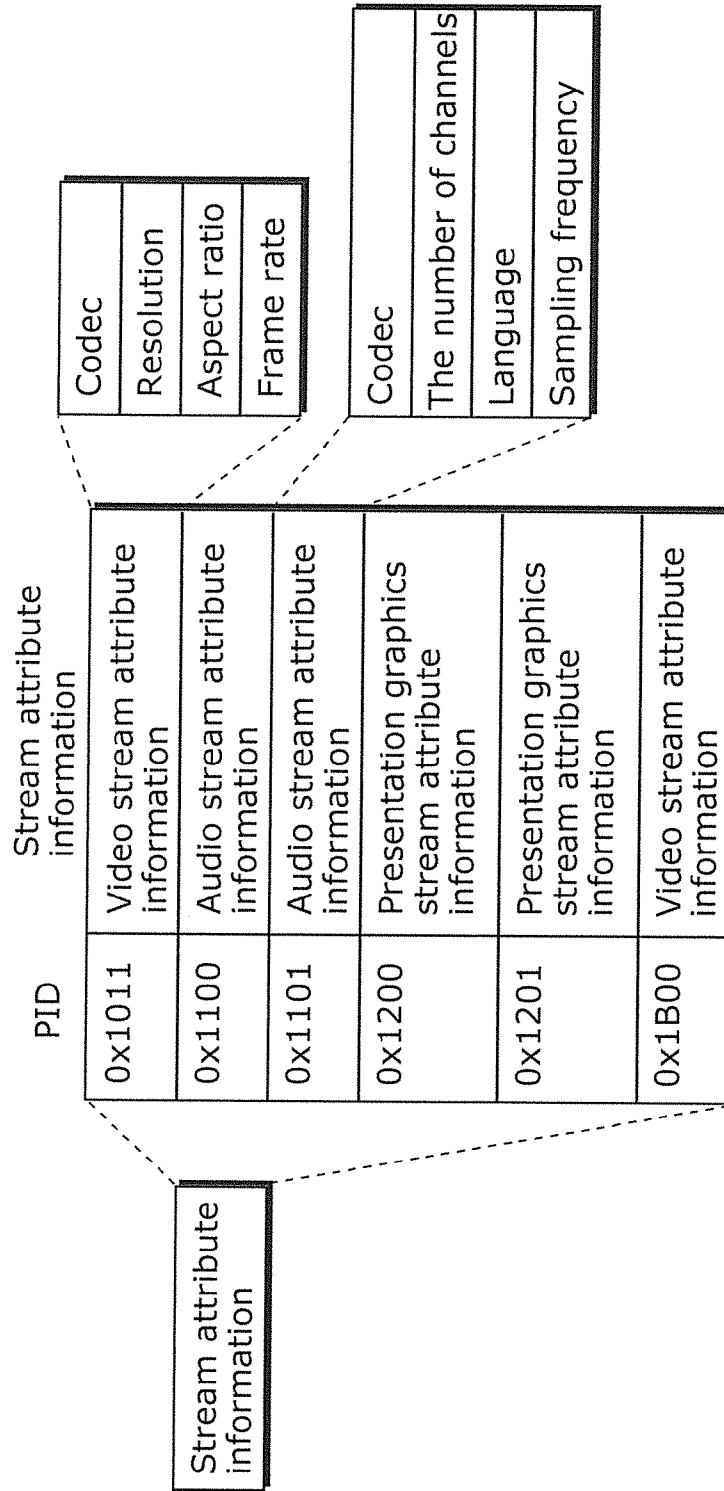 Stream attribute
information
PID
Stream attribute
information
0x1011
Video stream attribute
information
0x1100
Audio stream attribute
information
0x1101
Audio stream attribute
information
0x1200
Presentation graphics
stream attribute
information
0x1201
Presentation graphics
stream attribute
information
0x1B00
Video stream attribute
information
Codec
Resolution
Aspect ratio
Frame rate
Codec
The number of channels
Language
Sampling frequency